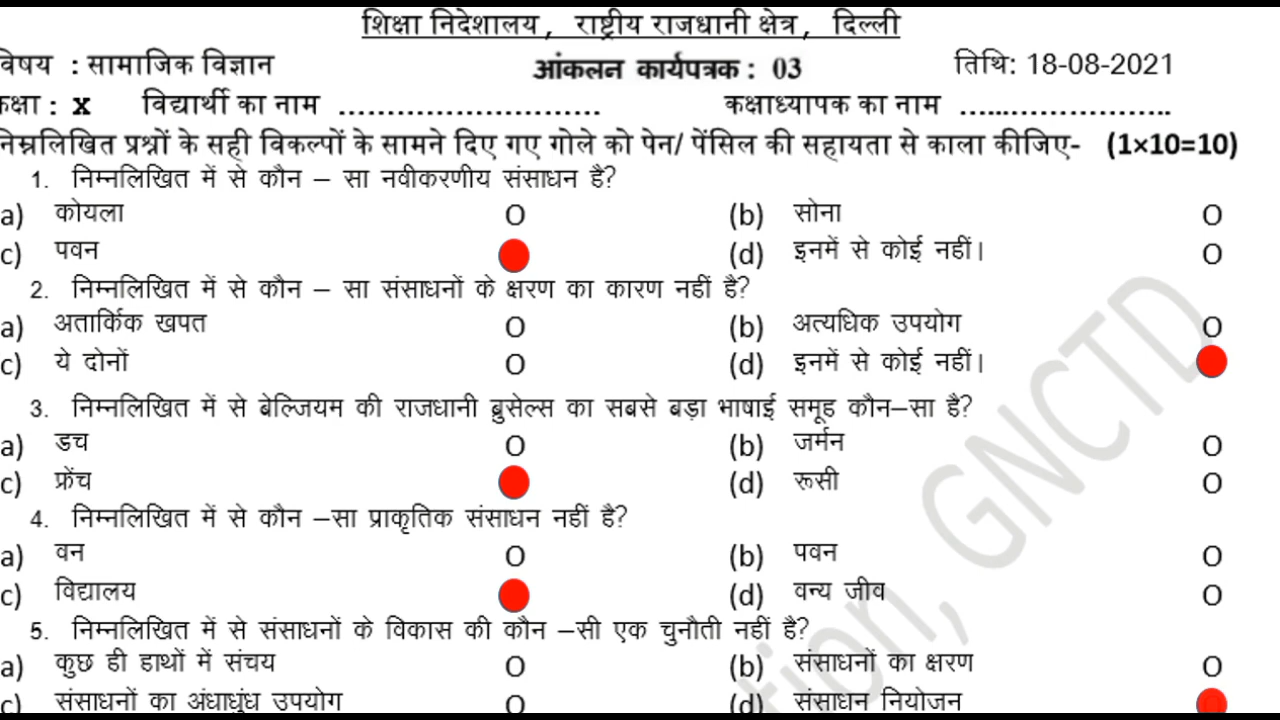 शिक्षा निदेशालय, राष्ट्रीय राजधानी क्षेत्र, दिल्ली
विषय : सामाजिक विज्ञान आंकलन कार्यपत्रक : 03 तिथि: 18-08-2021
कक्षा : X विद्यार्थी का नाम ............................ कक्षाध्यापक का नाम ........................
निम्नलिखित प्रश्नों के सही विकल्पों के सामने दिए गए गोले को पेन/ पेंसिल की सहायता से काला कीजिए- (1×10=10)
1. निम्नलिखित में से कौन – सा नवीकरणीय संसाधन है?
a) कोयला O (b) सोना O
c) पवन (d) इनमें से कोई नहीं। O
2. निम्नलिखित में से कौन – सा संसाधनों के क्षरण का कारण नहीं है?
a) अतार्किक खपत O (b) अत्यधिक उपयोग O
c) ये दोनों O (d) इनमें से कोई नहीं।
3. निम्नलिखित में से बेल्जियम की राजधानी ब्रुसेल्स का सबसे बड़ा भाषाई समूह कौन–सा है?
a) डच O (b) जर्मन O
c) फ्रेंच (d) रूसी O
4. निम्नलिखित में से कौन –सा प्राकृतिक संसाधन नहीं है?
a) वन O (b) पवन O
c) विद्यालय (d) वन्य जीव O
5. निम्नलिखित में से संसाधनों के विकास की कौन –सी एक चुनौती नहीं है?
a) कुछ ही हाथों में संचय O (b) संसाधनों का क्षरण O
c) संसाधनों का अंधाधुंध उपयोग O (d) संसाधन नियोजन
tion, GNCTD